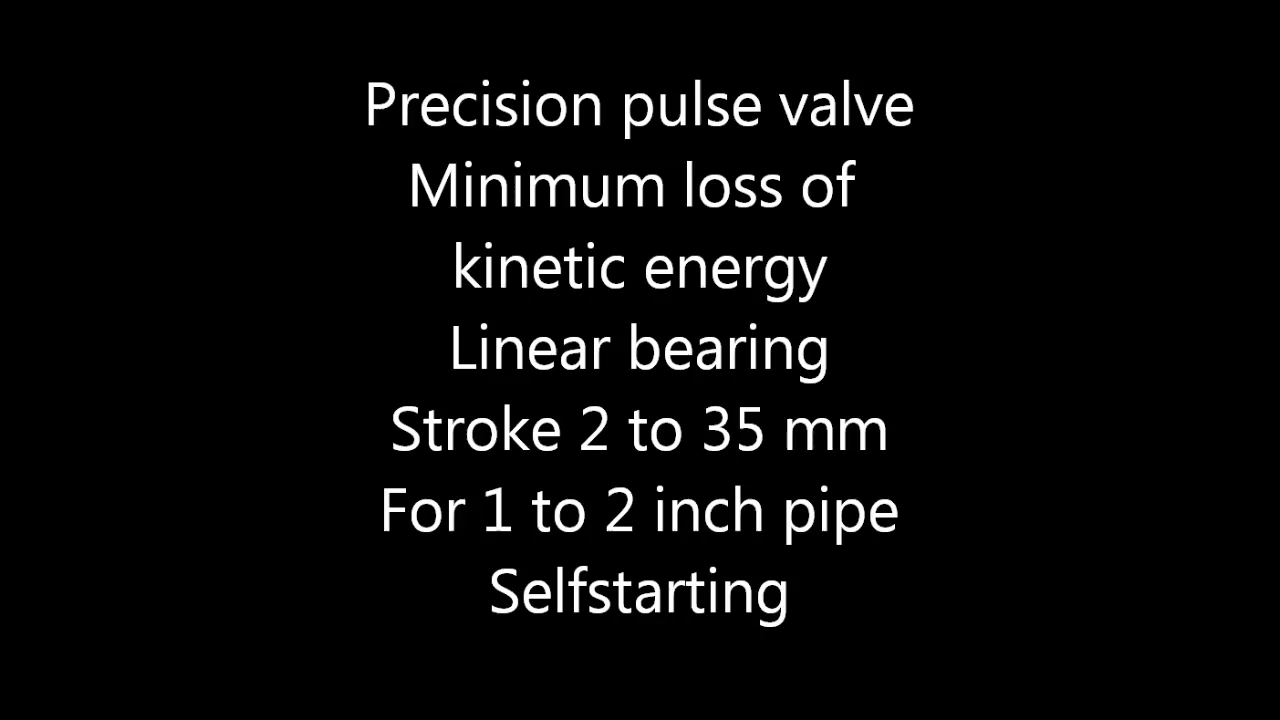 Precision pulse valve
Minimum loss of
kinetic energy
Linear bearing
Stroke 2 to 35 mm
For 1 to 2 inch pipe
Selfstarting